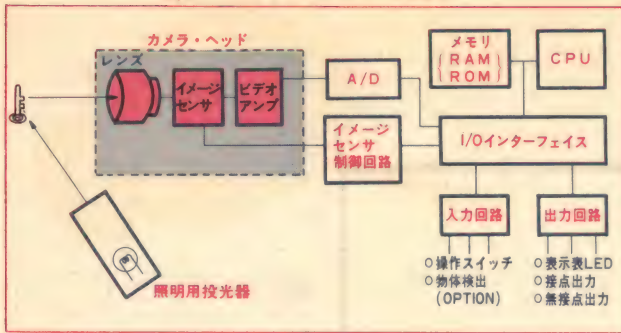 カメラ・ヘッド
レンズ
イメージ
センサ
ビデオ
アンプ
A/D
イメージ
センサ
制御回路
メモリ
{RAM}
{ROM}
CPU
I/Oインターフェイス
入力回路
出力回路
○操作スイッチ
○物体検出
(OPTION)
○表示表LED
○接点出力
○無接点出力
照明用投光器